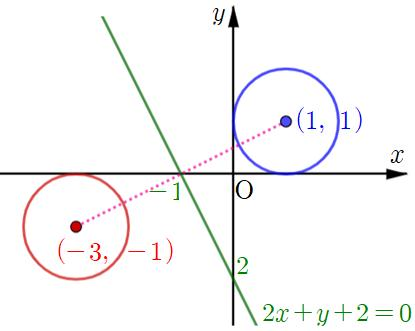 y
(1, 1)
x
−1
O
(−3, −1)
2
2x+y+2=0